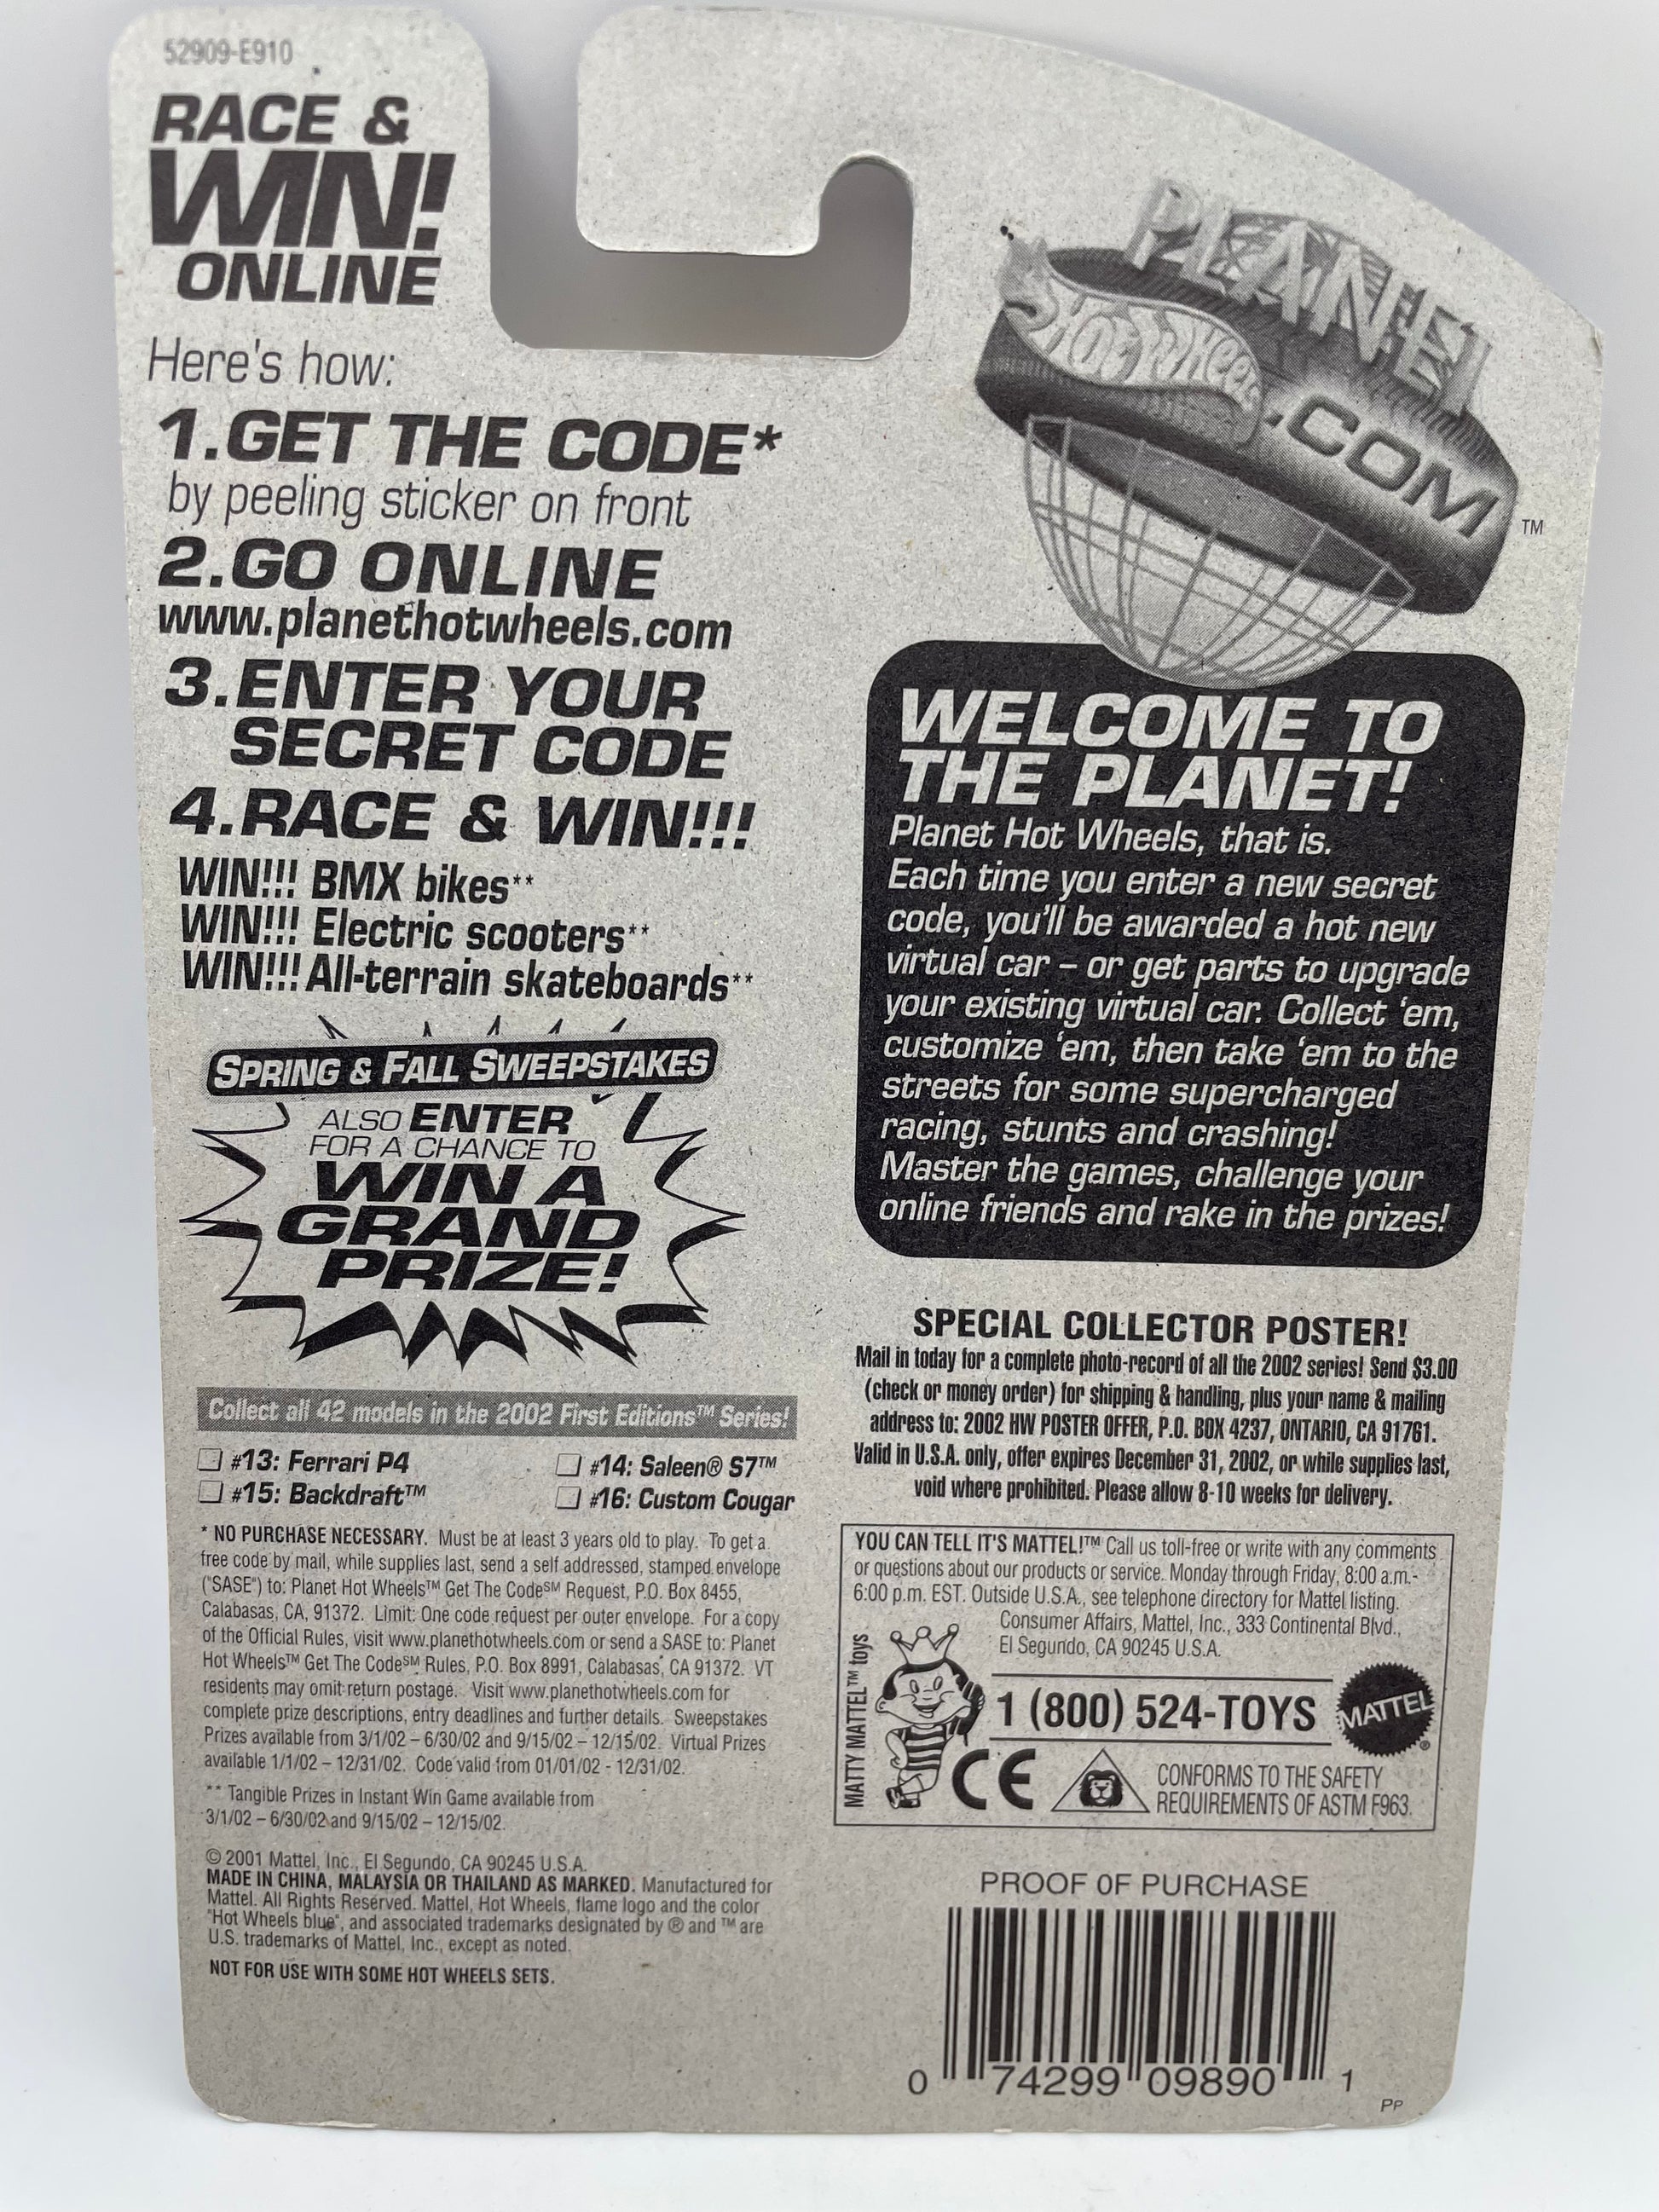 52909-E910
RACE &
WIN!
ONLINE
Here's how:
1.GET THE CODE*
by peeling sticker on front
2.GO ONLINE
www.planethotwheels.com
3.ENTER YOUR
SECRET CODE
4.RACE & WIN!!!
WIN!!! BMX bikes**
WIN!!! Electric scooters**
WIN!!! All-terrain skateboards**
SPRING & FALL SWEEPSTAKES
ALSO ENTER
FOR A CHANCE TO
WIN A
GRAND
PRIZE!
Collect all 42 models in the 2002 First Editions™ Series!
#13: Ferrari P4
#14: Saleen® S7™
#15: Backdraft™
#16: Custom Cougar
* NO PURCHASE NECESSARY. Must be at least 3 years old to play. To get a
free code by mail, while supplies last, send a self addressed, stamped envelope
("SASE") to: Planet Hot Wheels™ Get The Code℠ Request, P.O. Box 8455,
Calabasas, CA, 91372. Limit: One code request per outer envelope. For a copy
of the Official Rules, visit www.planethotwheels.com or send a SASE to: Planet
Hot Wheels™ Get The Code℠ Rules, P.O. Box 8991, Calabasas, CA 91372. VT
residents may omit return postage. Visit www.planethotwheels.com for
complete prize descriptions, entry deadlines and further details. Sweepstakes
Prizes available from 3/1/02 – 6/30/02 and 9/15/02 – 12/15/02. Virtual Prizes
available 1/1/02 – 12/31/02. Code valid from 01/01/02 - 12/31/02.
** Tangible Prizes in Instant Win Game available from
3/1/02 – 6/30/02 and 9/15/02 – 12/15/02.
© 2001 Mattel, Inc., El Segundo, CA 90245 U.S.A.
MADE IN CHINA, MALAYSIA OR THAILAND AS MARKED. Manufactured for
Mattel. All Rights Reserved. Mattel, Hot Wheels, flame logo and the color
"Hot Wheels blue", and associated trademarks designated by ® and ™ are
U.S. trademarks of Mattel, Inc., except as noted.
NOT FOR USE WITH SOME HOT WHEELS SETS.
PLANET
Hot Wheels
.COM
™
WELCOME TO
THE PLANET!
Planet Hot Wheels, that is.
Each time you enter a new secret
code, you'll be awarded a hot new
virtual car – or get parts to upgrade
your existing virtual car. Collect 'em,
customize 'em, then take 'em to the
streets for some supercharged
racing, stunts and crashing!
Master the games, challenge your
online friends and rake in the prizes!
SPECIAL COLLECTOR POSTER!
Mail in today for a complete photo-record of all the 2002 series! Send $3.00
(check or money order) for shipping & handling, plus your name & mailing
address to: 2002 HW POSTER OFFER, P.O. BOX 4237, ONTARIO, CA 91761.
Valid in U.S.A. only, offer expires December 31, 2002, or while supplies last,
void where prohibited. Please allow 8-10 weeks for delivery.
YOU CAN TELL IT'S MATTEL!™ Call us toll-free or write with any comments
or questions about our products or service. Monday through Friday, 8:00 a.m.-
6:00 p.m. EST. Outside U.S.A., see telephone directory for Mattel listing.
Consumer Affairs, Mattel, Inc., 333 Continental Blvd.,
El Segundo, CA 90245 U.S.A.
MATTY MATTEL™ toys
1 (800) 524-TOYS
MATTEL®
CE
CONFORMS TO THE SAFETY
REQUIREMENTS OF ASTM F963.
PROOF OF PURCHASE
0 74299 09890 1
PP